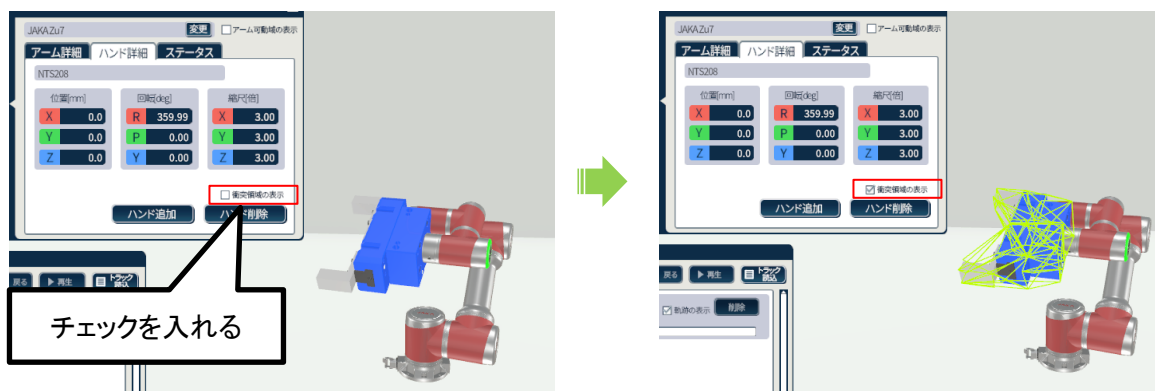 JAKA Zu7 変更 アーム可動域の表示
アーム詳細 ハンド詳細 ステータス
NTS208
位置[mm] 回転[deg] 縮尺[倍]
X 0.0 R 359.99 X 3.00
Y 0.0 P 0.00 Y 3.00
Z 0.0 Y 0.00 Z 3.00
衝突領域の表示
ハンド追加 ハンド削除
戻る 再生 トラック
チェックを入れる
JAKA Zu7 変更 アーム可動域の表示
アーム詳細 ハンド詳細 ステータス
NTS208
位置[mm] 回転[deg] 縮尺[倍]
X 0.0 R 359.99 X 3.00
Y 0.0 P 0.00 Y 3.00
Z 0.0 Y 0.00 Z 3.00
衝突領域の表示
ハンド追加 ハンド削除
戻る 再生 トラック
読込
軌跡の表示 削除